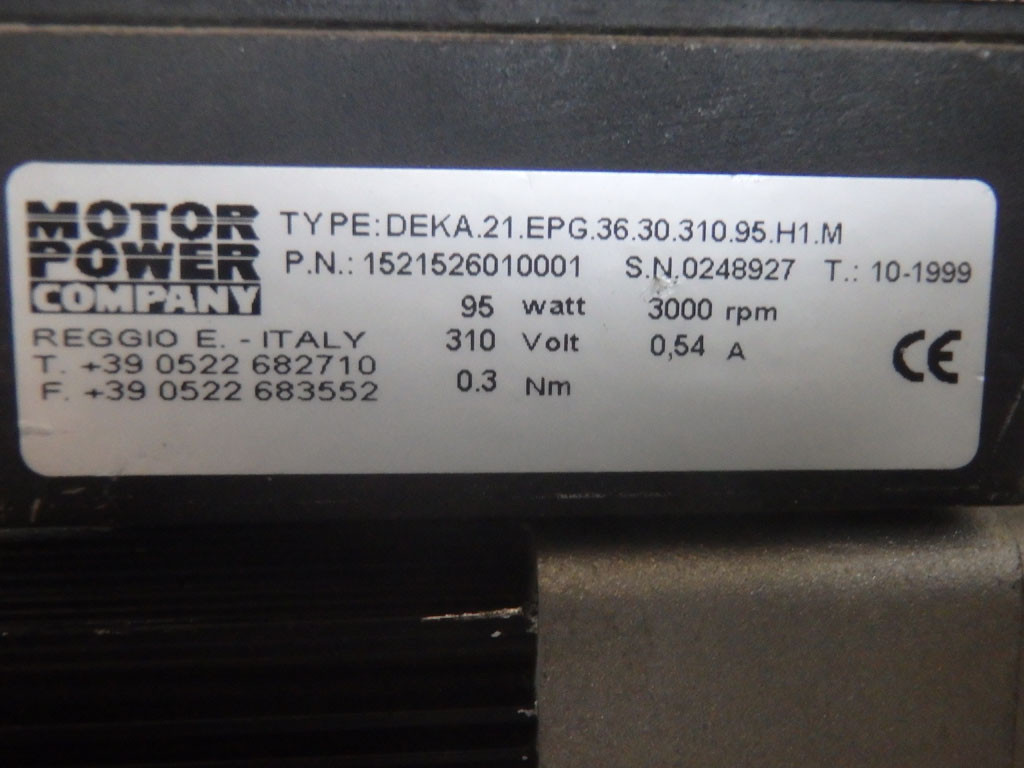 MOTOR
POWER
COMPANY
REGGIO E. - ITALY
T. +39 0522 682710
F. +39 0522 683552
TYPE: DEKA.21.EPG.36.30.310.95.H1.M
P.N.: 1521526010001 S.N.0248927 T.: 10-1999
95 watt 3000 rpm
310 Volt 0,54 A
0.3 Nm
CE